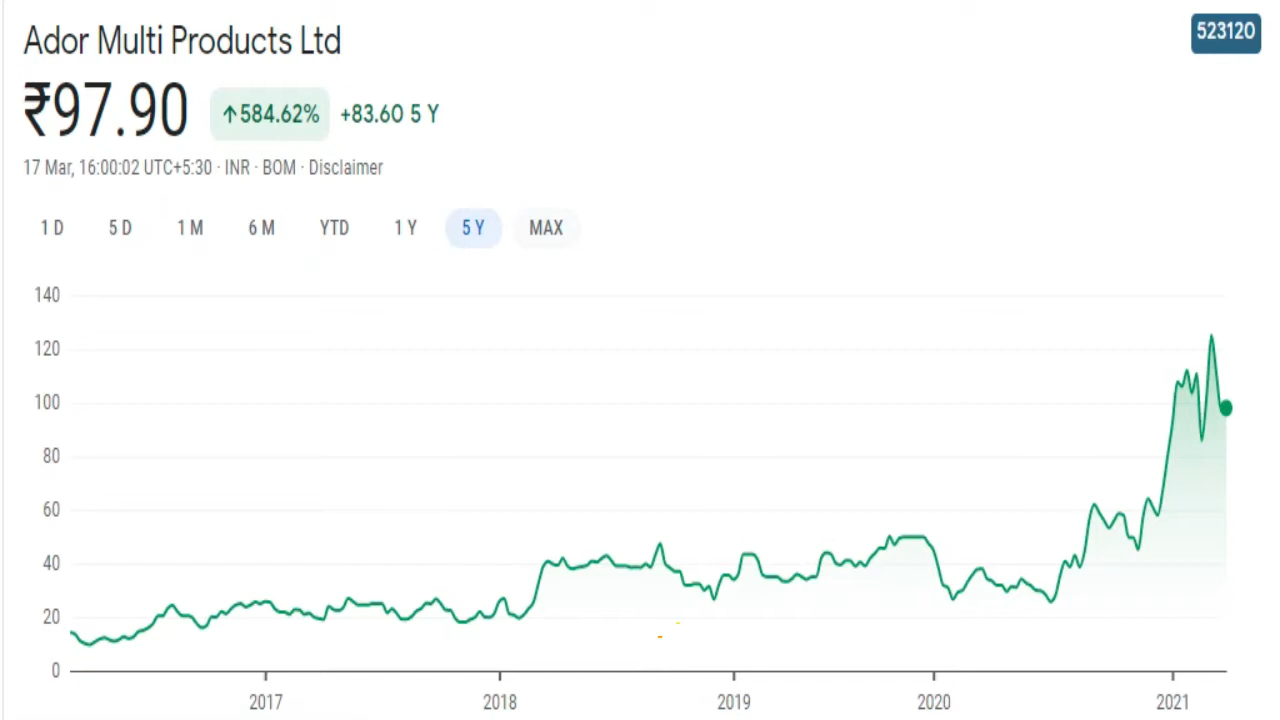 Ador Multi Products Ltd
523120
₹97.90 ↑584.62% +83.60 5 Y
17 Mar, 16:00:02 UTC+5:30 · INR · BOM · Disclaimer
1 D 5 D 1 M 6 M YTD 1 Y 5 Y MAX
140
120
100
80
60
40
20
0
2017 2018 2019 2020 2021